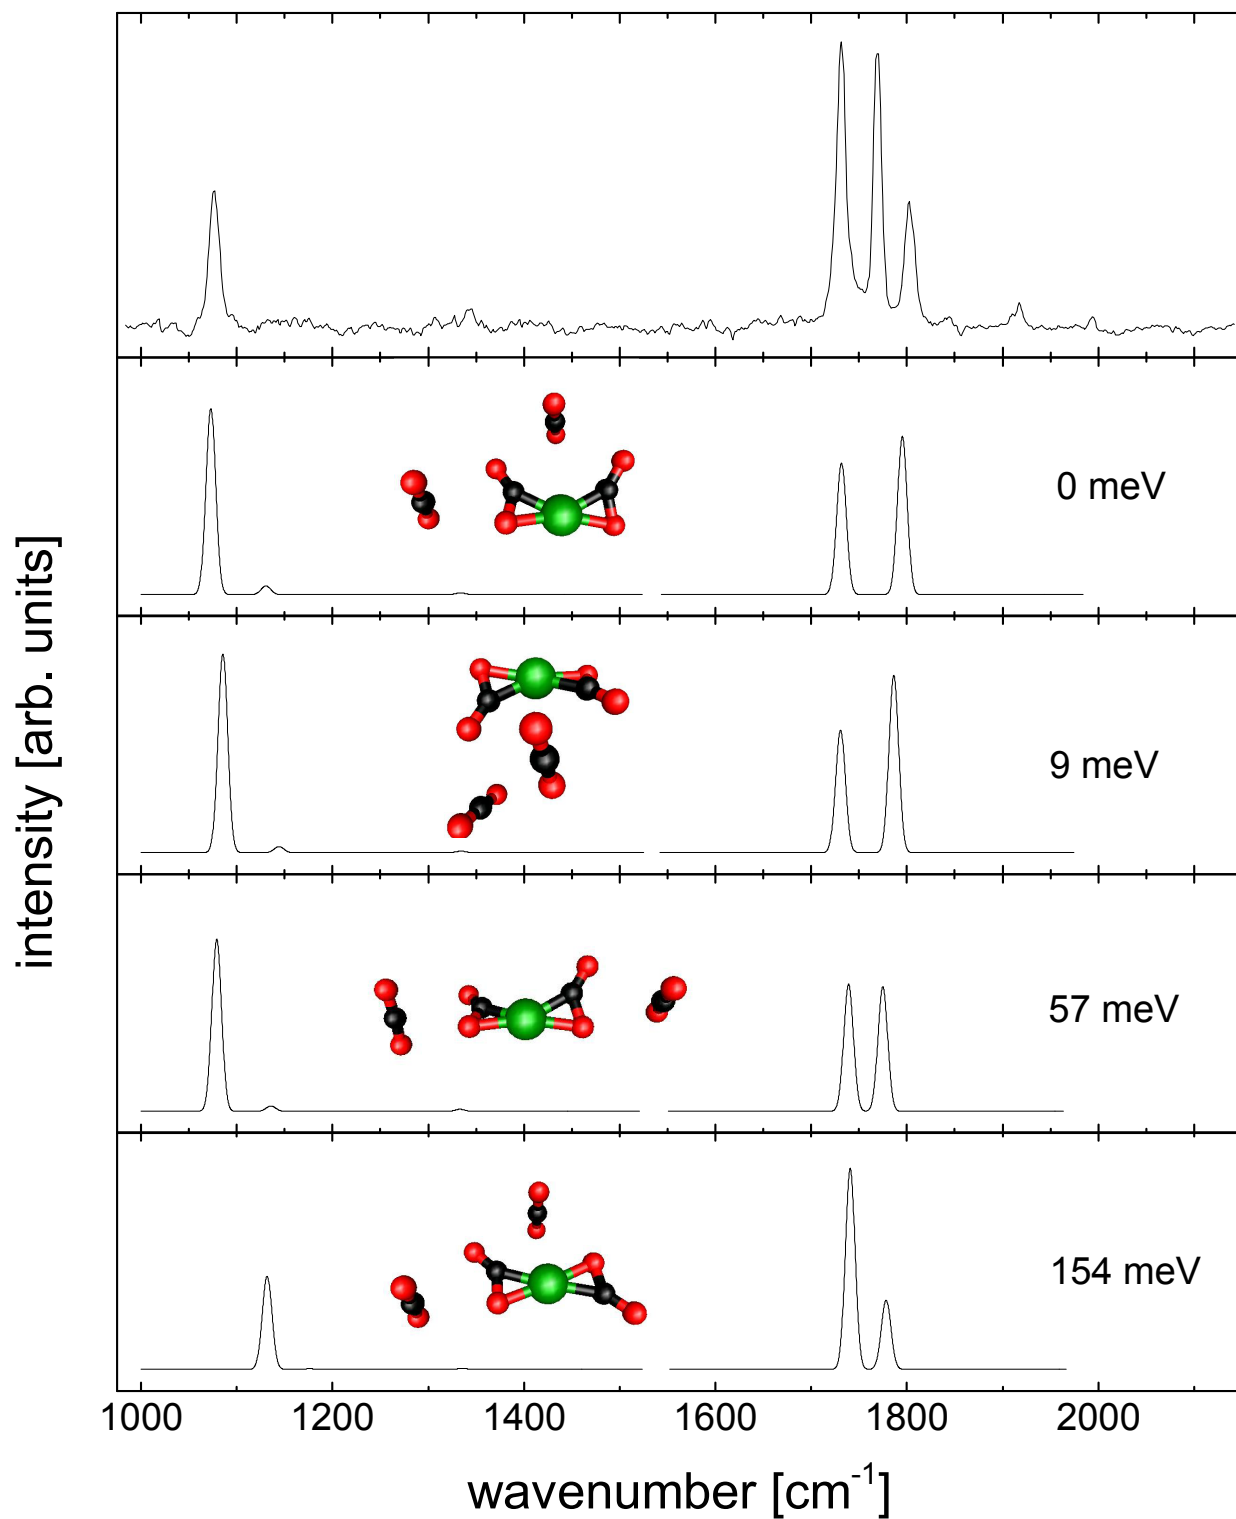 intensity [arb. units]
0 meV
9 meV
57 meV
154 meV
1000 1200 1400 1600 1800 2000
wavenumber [cm-1]